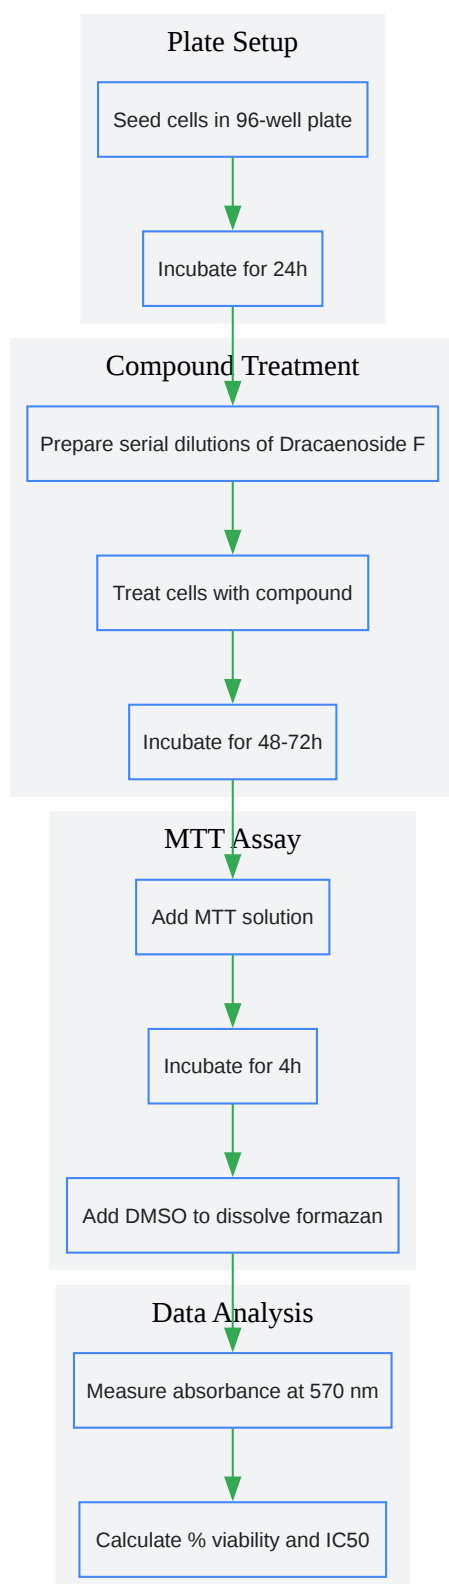 Plate Setup
Seed cells in 96-well plate
Incubate for 24h
Compound Treatment
Prepare serial dilutions of Dracaenoside F
Treat cells with compound
Incubate for 48-72h
MTT Assay
Add MTT solution
Incubate for 4h
Add DMSO to dissolve formazan
Data Analysis
Measure absorbance at 570 nm
Calculate % viability and IC50